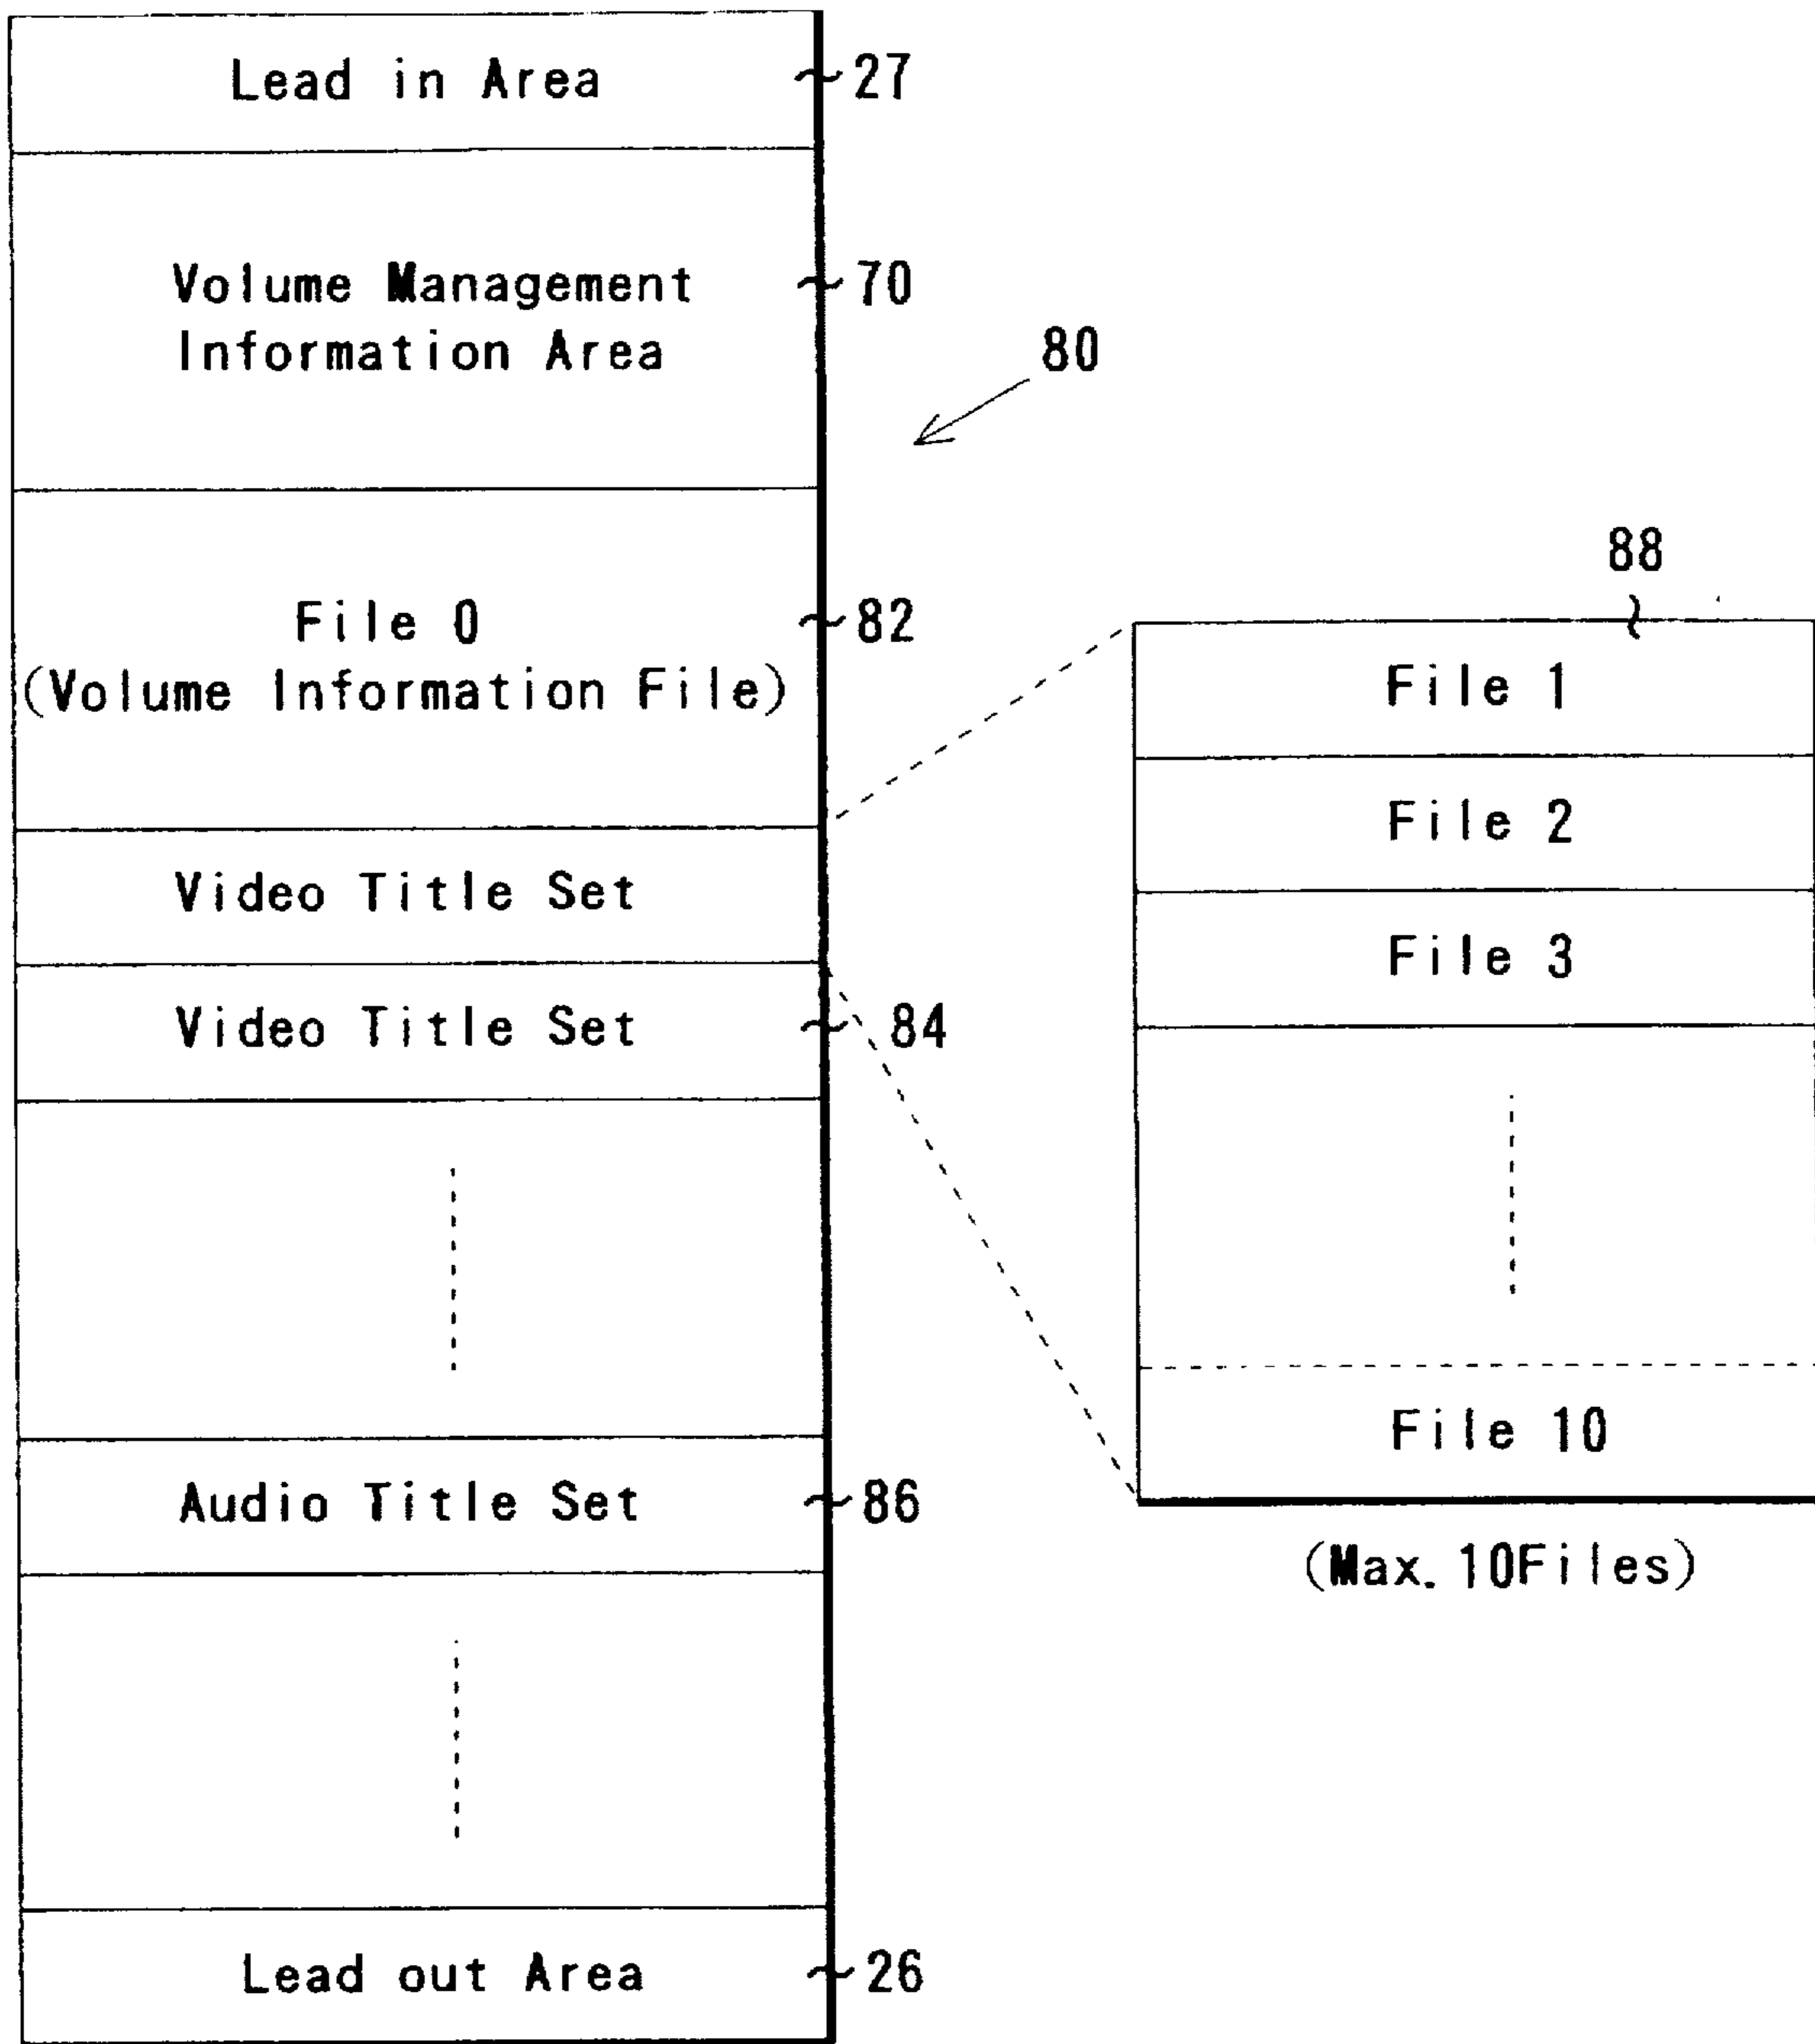 Lead in Area
27
Volume Management
Information Area
70
80
File 0
(Volume Information File)
82
Video Title Set
Video Title Set
84
Audio Title Set
86
Lead out Area
26
88
File 1
File 2
File 3
File 10
(Max. 10Files)